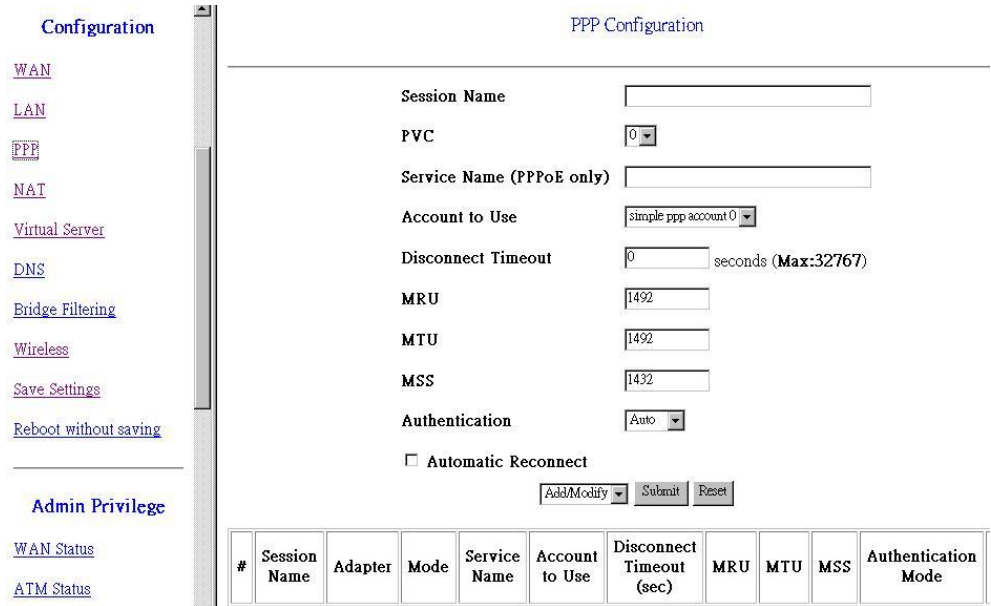 Configuration
WAN
LAN
PPP
NAT
Virtual Server
DNS
Bridge Filtering
Wireless
Save Settings
Reboot without saving
Admin Privilege
WAN Status
ATM Status
PPP Configuration
Session Name
PVC 0
Service Name (PPPoE only)
Account to Use simple ppp account 0
Disconnect Timeout 0 seconds (Max:32767)
MRU 1492
MTU 1492
MSS 1432
Authentication Auto
Automatic Reconnect
Add/Modify Submit Reset
# Session Name Adapter Mode Service Name Account to Use Disconnect Timeout (sec) MRU MTU MSS Authentication Mode